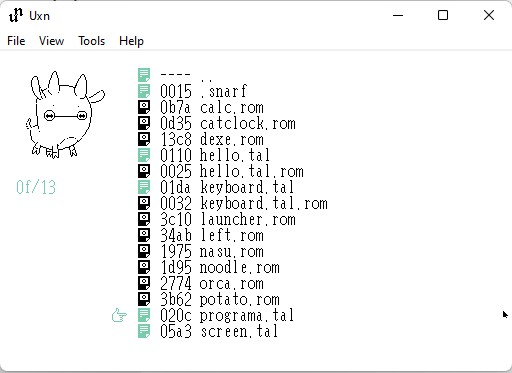 Uxn
File View Tools Help
---- ..
0015 .snarf
0b7a calc.rom
0d35 catclock.rom
13c8 dexe.rom
0110 hello.tal
0025 hello.tal.rom
01da keyboard.tal
0f/13
0032 keyboard.tal.rom
3c10 launcher.rom
34ab left.rom
1975 nasu.rom
1d95 noodle.rom
2774 orca.rom
3b62 potato.rom
020c programa.tal
05a3 screen.tal